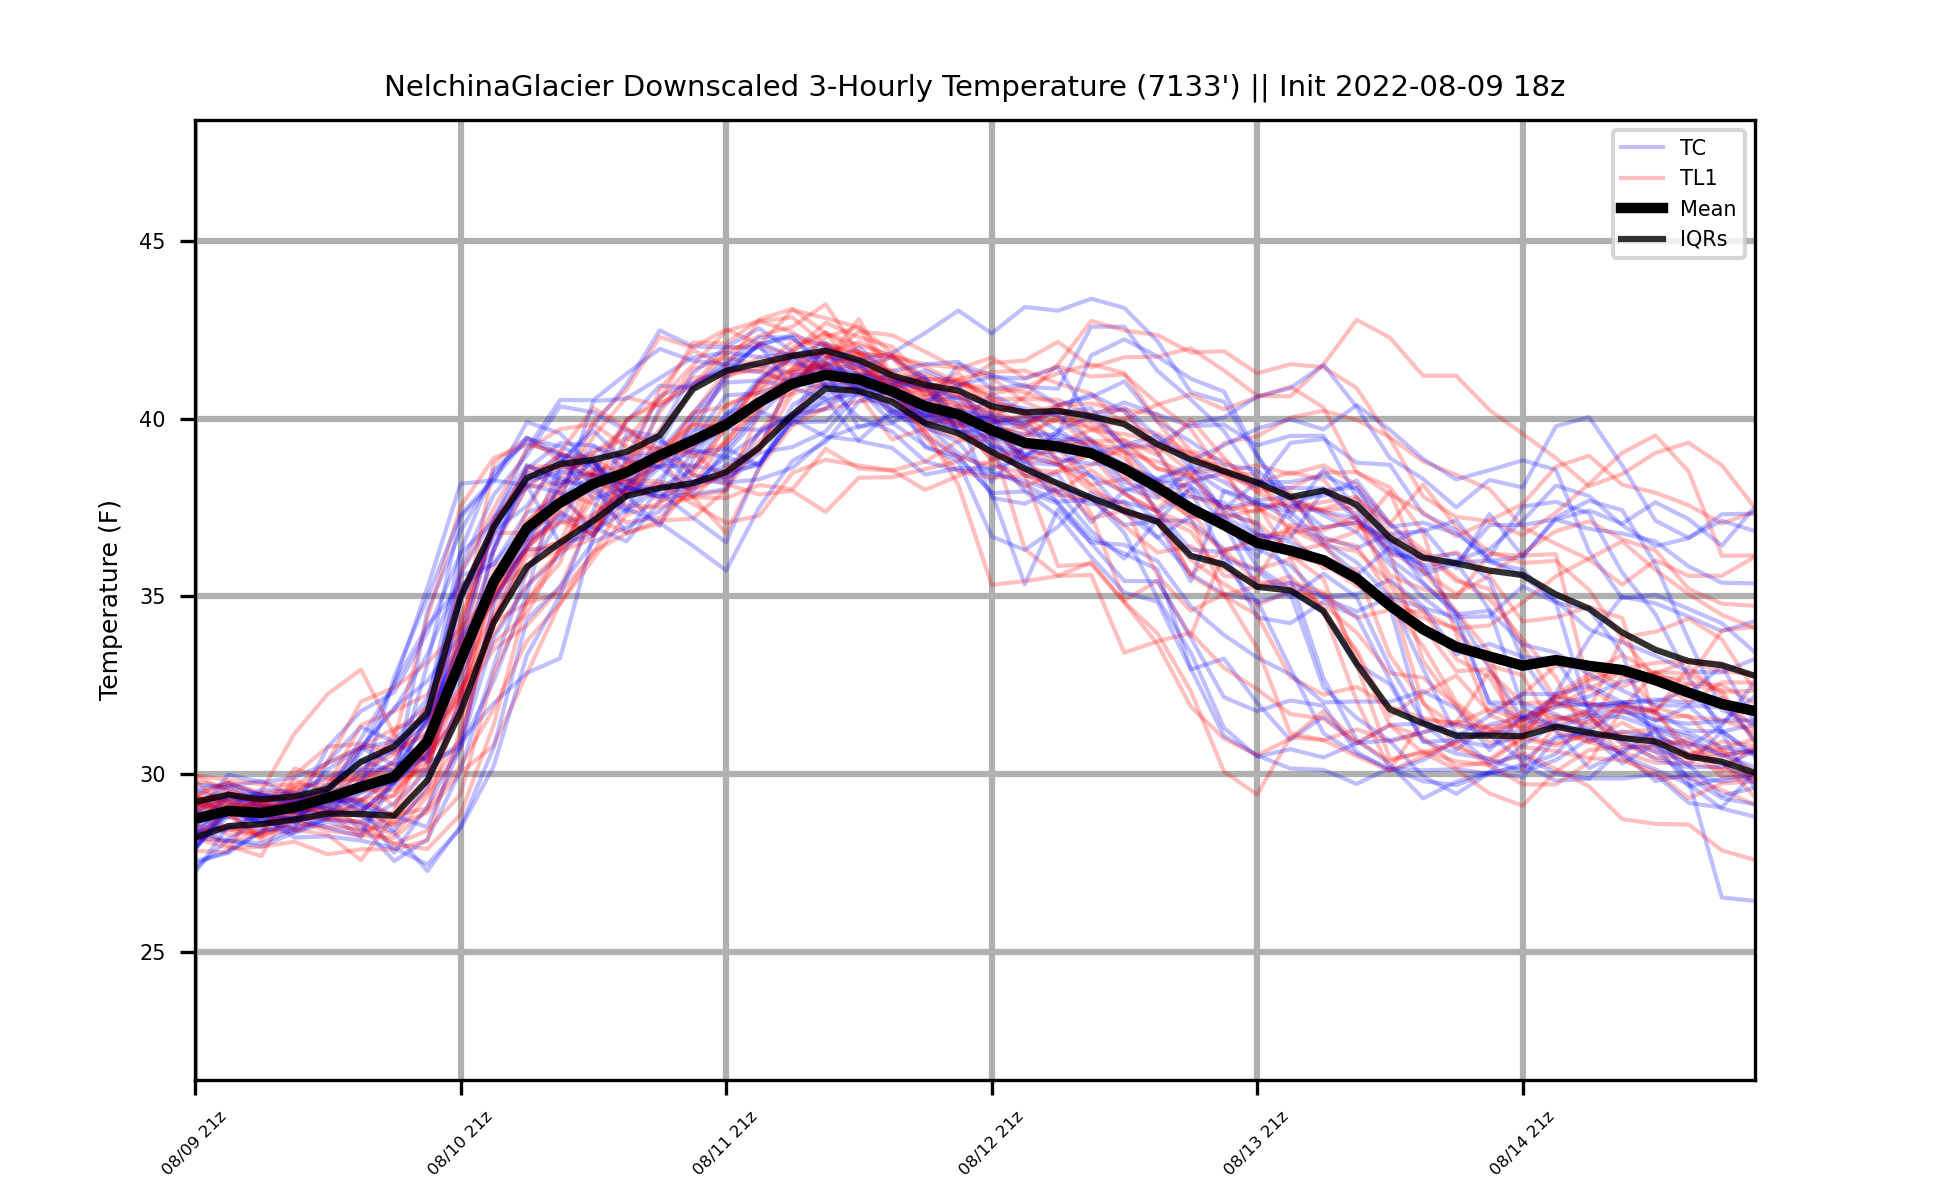 NelchinaGlacier Downscaled 3-Hourly Temperature (7133') || Init 2022-08-09 18z
TC
TL1
Mean
IQRs
Temperature (F)
45
40
35
30
25
08/09 21z
08/10 21z
08/11 21z
08/12 21z
08/13 21z
08/14 21z